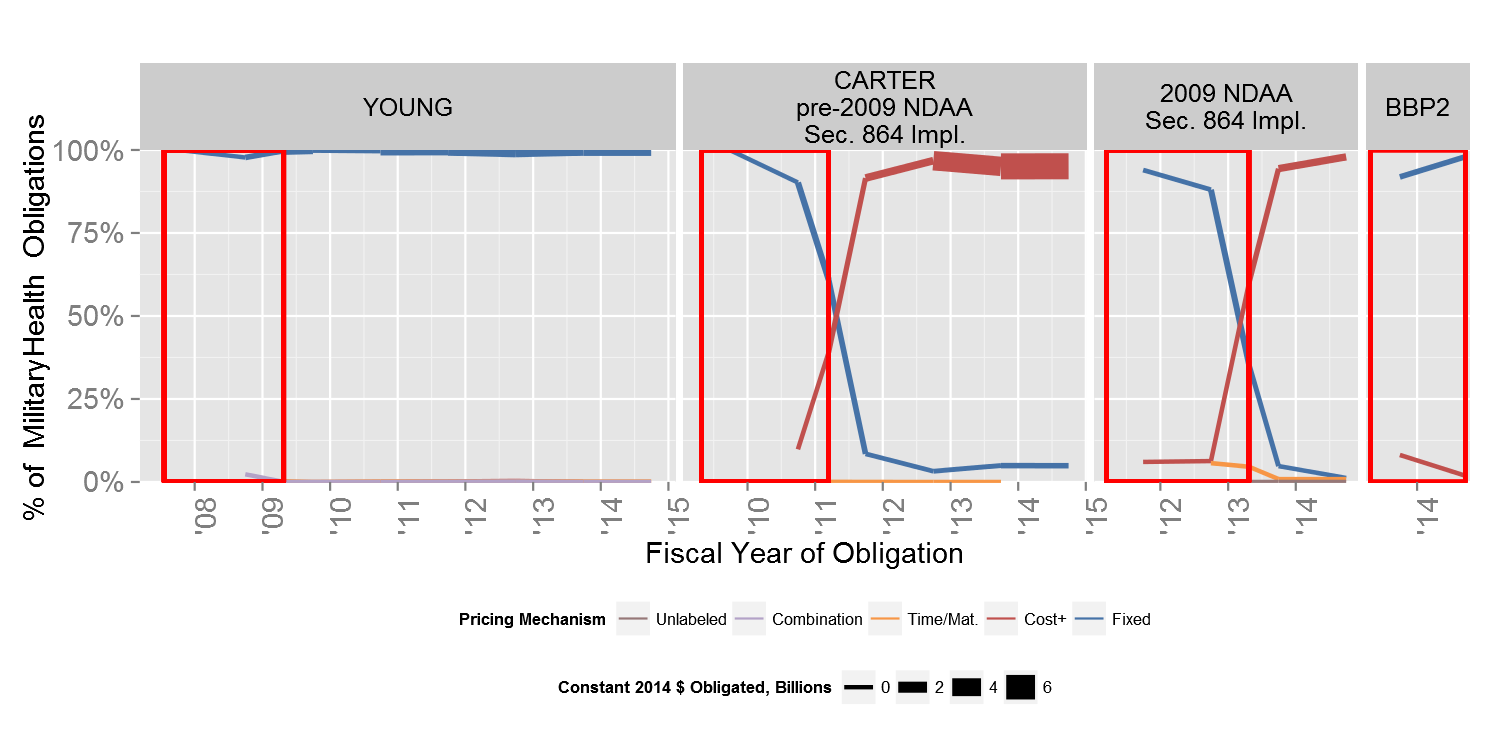 YOUNG
CARTER
pre-2009 NDAA
Sec. 864 Impl.
2009 NDAA
Sec. 864 Impl.
BBP2
% of MilitaryHealth Obligations
100%
75%
50%
25%
0%
'08 '09 '10 '11 '12 '13 '14 '15 '10 '11 '12 '13 '14 '15 '12 '13 '14 '14
Fiscal Year of Obligation
Pricing Mechanism Unlabeled Combination Time/Mat. Cost+ Fixed
Constant 2014 $ Obligated, Billions 0 2 4 6